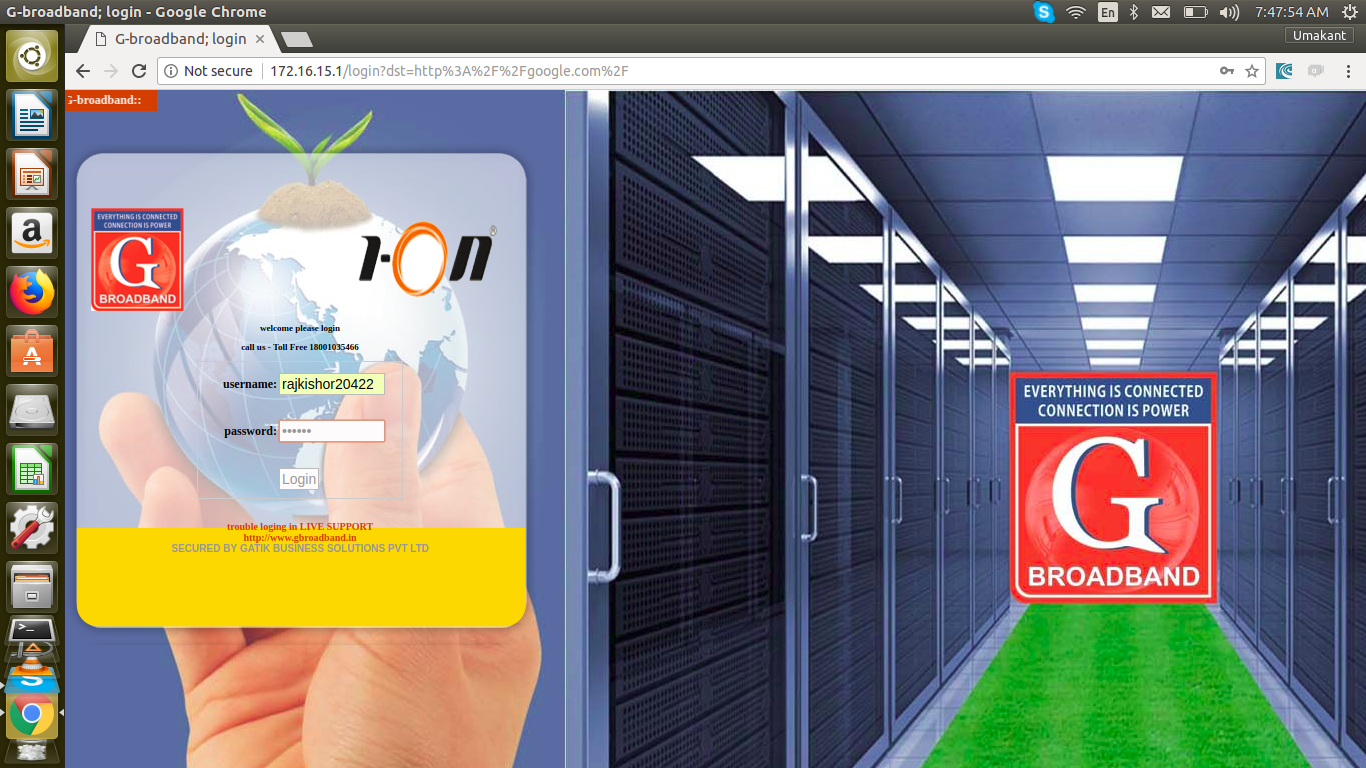 G-broadband; login - Google Chrome
En
7:47:54 AM
G-broadband; login
Umakant
Not secure
172.16.15.1/login?dst=http%3A%2F%2Fgoogle.com%2F
G-broadband::
EVERYTHING IS CONNECTED
CONNECTION IS POWER
G
BROADBAND
I-On®
welcome please login
call us - Toll Free 18001035466
username: rajkishor20422
password: ••••••
Login
trouble loging in LIVE SUPPORT
http://www.gbroadband.in
SECURED BY GATIK BUSINESS SOLUTIONS PVT LTD
EVERYTHING IS CONNECTED
CONNECTION IS POWER
G
BROADBAND